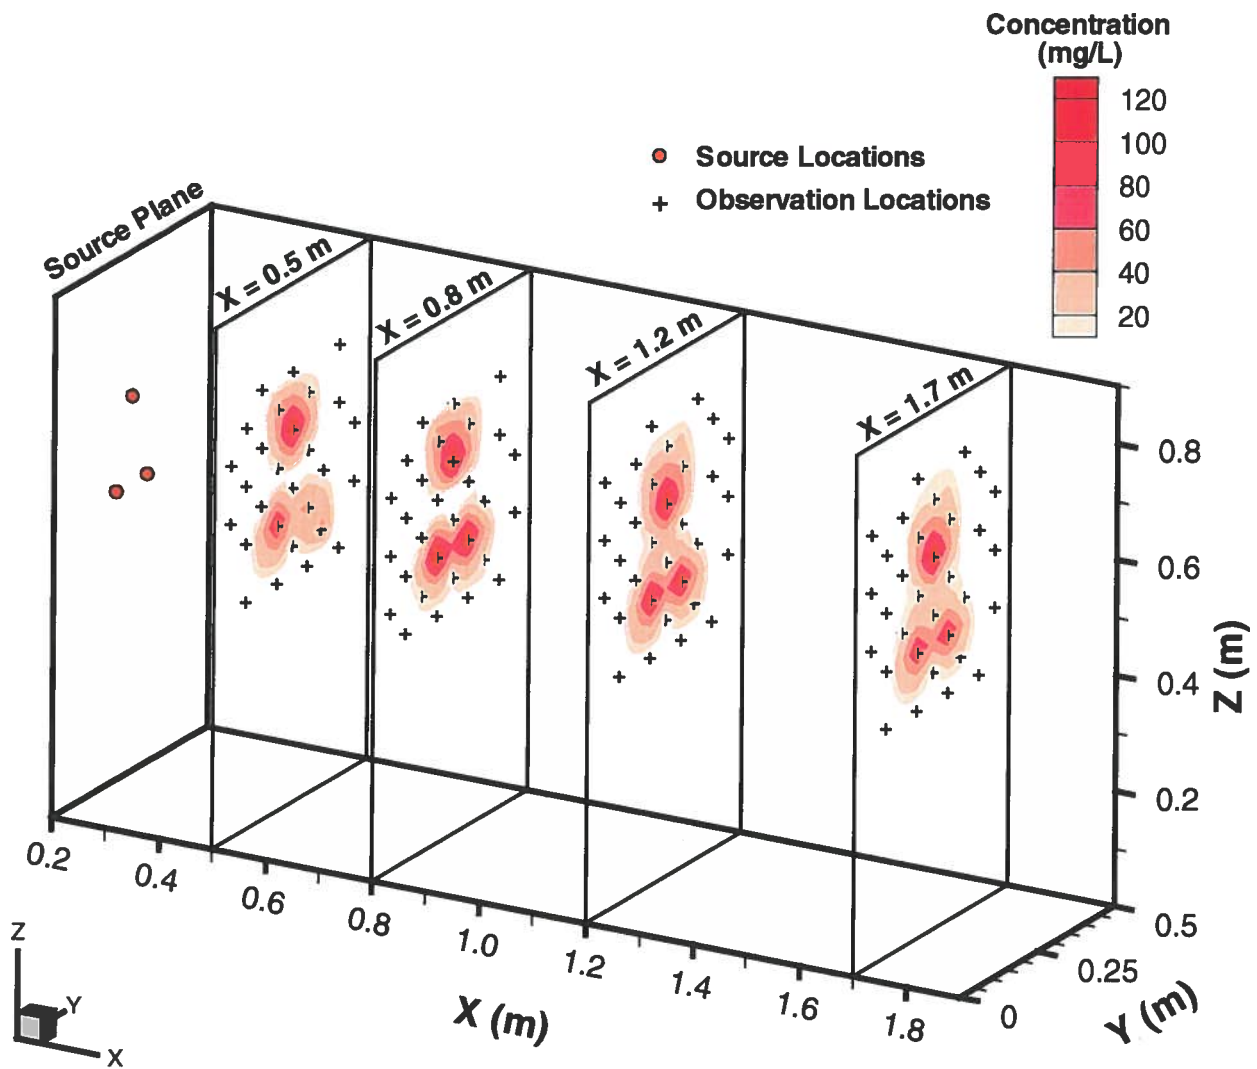 Concentration
(mg/L)
120
100
80
60
40
20
Source Locations
Observation Locations
Source Plane
X = 0.5 m
X = 0.8 m
X = 1.2 m
X = 1.7 m
0.8
0.6
0.4
0.2
Z (m)
0.2
0.4
0.6
0.8
1.0
1.2
1.4
1.6
1.8
X (m)
0
0.25
0.5
Y (m)
Z
Y
X